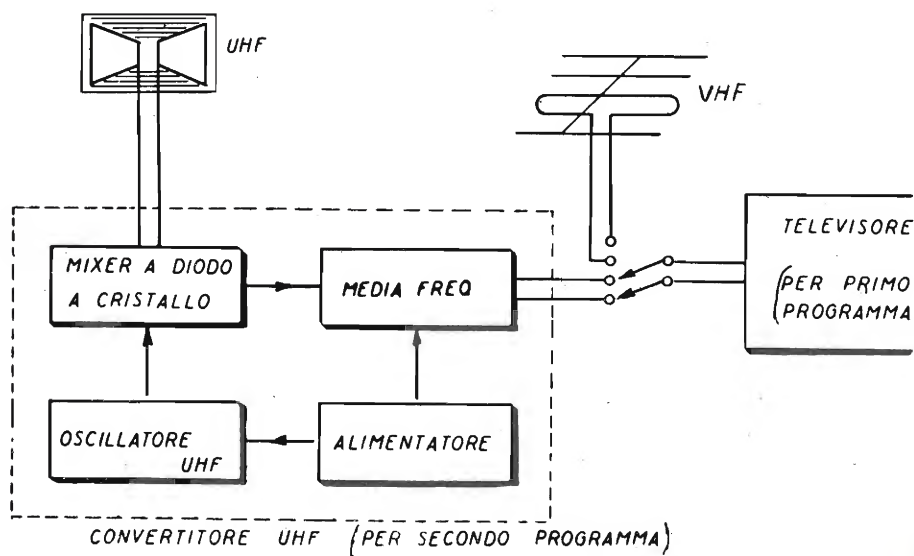 UHF
VHF
MIXER A DIODO
A CRISTALLO
MEDIA FREQ
TELEVISORE
(PER PRIMO
PROGRAMMA
OSCILLATORE
UHF
ALIMENTATORE
CONVERTITORE UHF (PER SECONDO PROGRAMMA)